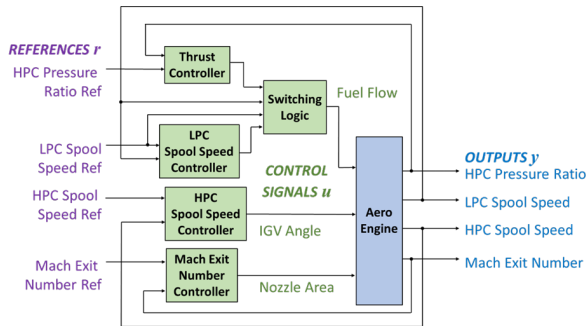 REFERENCES r
HPC Pressure
Ratio Ref
LPC Spool
Speed Ref
HPC Spool
Speed Ref
Mach Exit
Number Ref
Thrust
Controller
LPC
Spool Speed
Controller
HPC
Spool Speed
Controller
Mach Exit
Number
Controller
Switching
Logic
Fuel Flow
CONTROL
SIGNALS u
IGV Angle
Nozzle Area
Aero
Engine
OUTPUTS y
HPC Pressure Ratio
LPC Spool Speed
HPC Spool Speed
Mach Exit Number